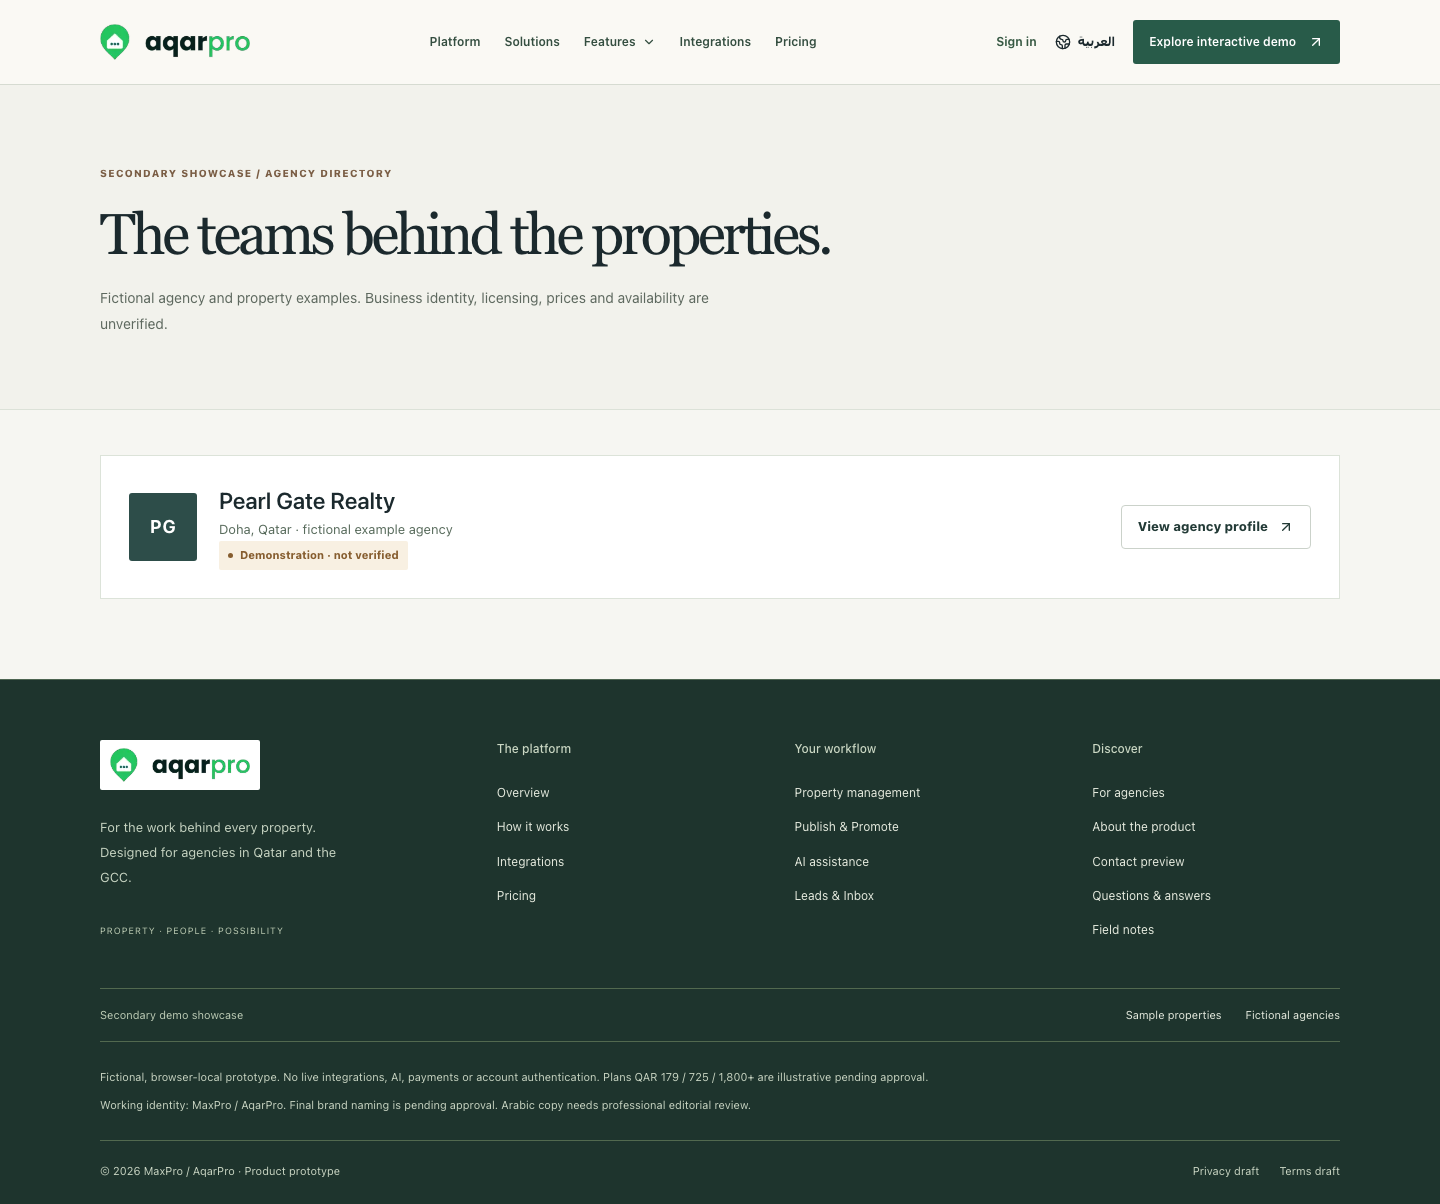 aqarpro
Platform
Solutions
Features
Integrations
Pricing
Sign in
العربية
Explore interactive demo
SECONDARY SHOWCASE / AGENCY DIRECTORY
The teams behind the properties.
Fictional agency and property examples. Business identity, licensing, prices and availability are
unverified.
PG
Pearl Gate Realty
Doha, Qatar · fictional example agency
Demonstration · not verified
View agency profile
aqarpro
For the work behind every property.
Designed for agencies in Qatar and the
GCC.
PROPERTY · PEOPLE · POSSIBILITY
The platform
Overview
How it works
Integrations
Pricing
Your workflow
Property management
Publish & Promote
AI assistance
Leads & Inbox
Discover
For agencies
About the product
Contact preview
Questions & answers
Field notes
Secondary demo showcase
Sample properties
Fictional agencies
Fictional, browser-local prototype. No live integrations, AI, payments or account authentication. Plans QAR 179 / 725 / 1,800+ are illustrative pending approval.
Working identity: MaxPro / AqarPro. Final brand naming is pending approval. Arabic copy needs professional editorial review.
© 2026 MaxPro / AqarPro · Product prototype
Privacy draft
Terms draft